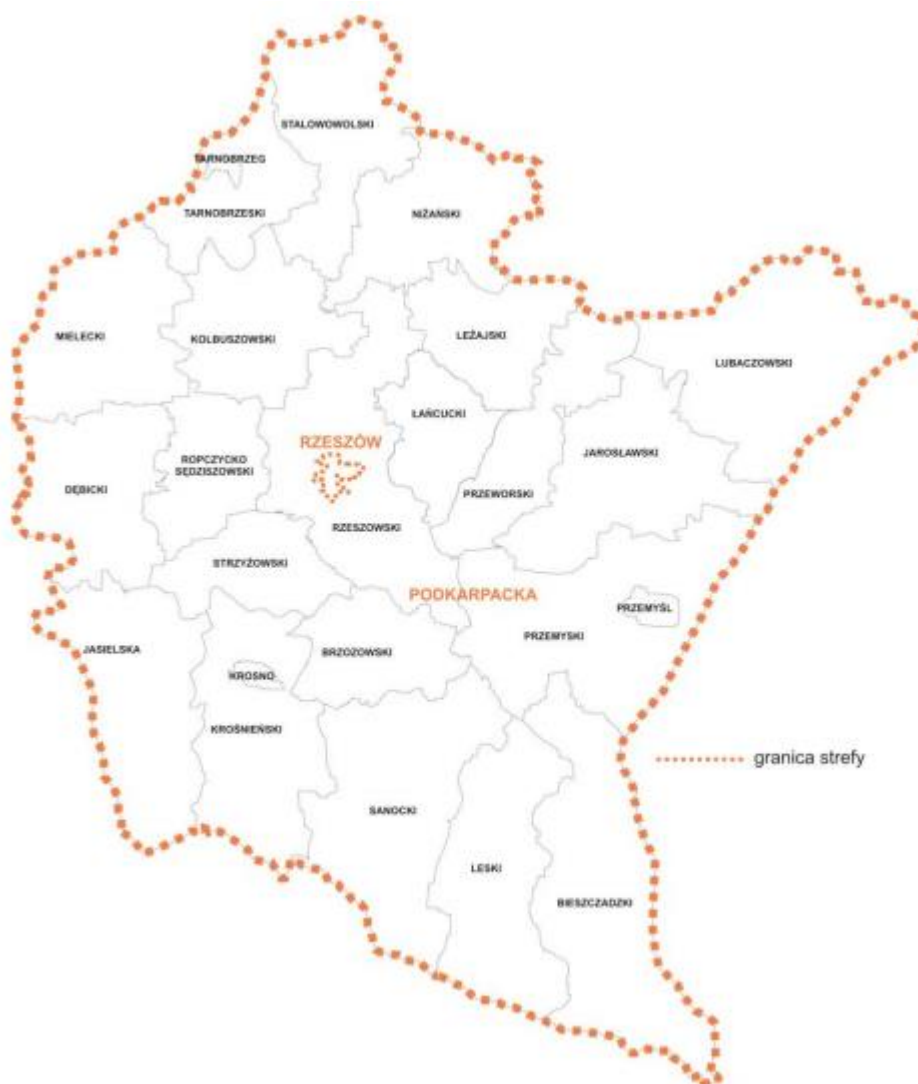 STALOWOWOLSKI
TARNOBRZEG
TARNOBRZESKI
NIŻAŃSKI
MIELECKI
KOLBUSZOWSKI
LEŻAJSKI
LUBACZOWSKI
ŁAŃCUCKI
RZESZÓW
ROPCZYCKO
SĘDZISZOWSKI
JAROSŁAWSKI
DĘBICKI
PRZEWORSKI
RZESZOWSKI
STRZYŻOWSKI
PODKARPACKA
PRZEMYŚL
PRZEMYSKI
JASIELSKA
BRZOZOWSKI
KROSNO
KROŚNIEŃSKI
granica strefy
SANOCKI
LESKI
BIESZCZADZKI